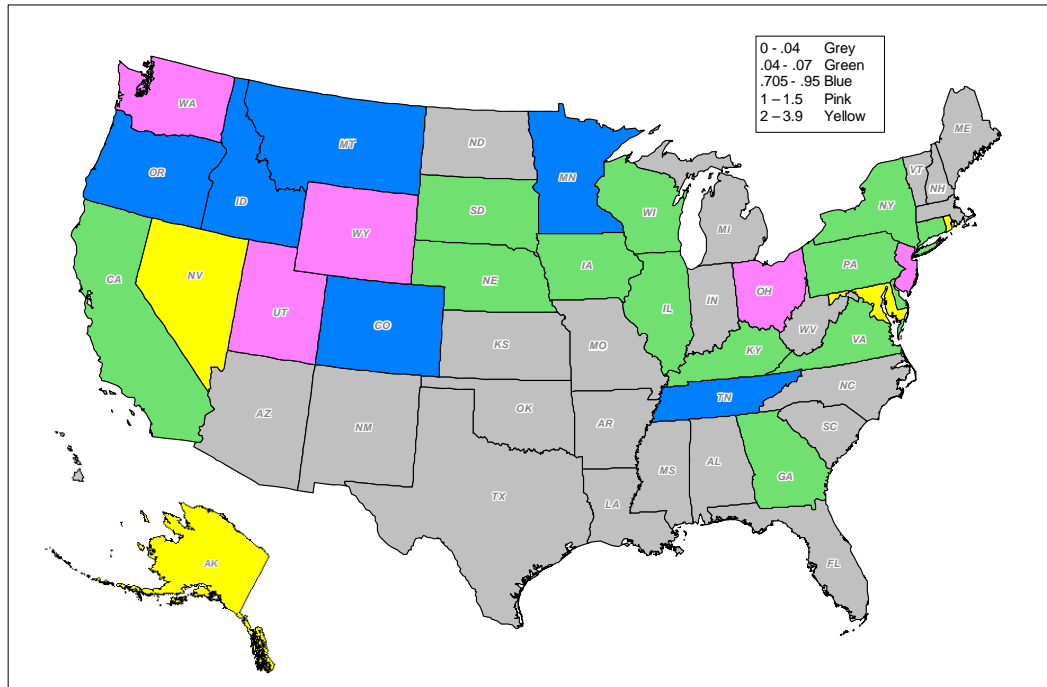 0 - .04 Grey
.04 - .07 Green
.705 - .95 Blue
1 – 1.5 Pink
2 – 3.9 Yellow
WA
ME
MT
ND
VT
OR
MN
NH
ID
SD
WI
NY
WY
MI
CA
NV
NE
IA
PA
UT
CO
IL
IN
OH
WV
VA
KS
MO
KY
NC
AZ
NM
OK
AR
TN
SC
TX
LA
MS
AL
GA
FL
AK